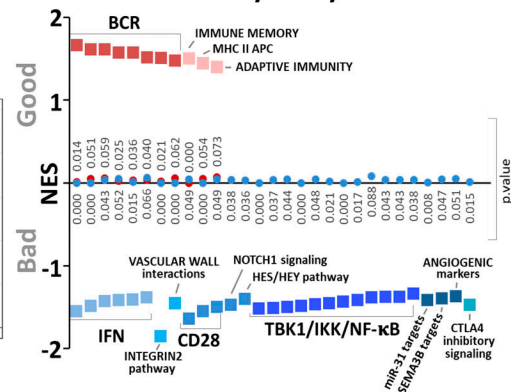 2
BCR
IMMUNE MEMORY
MHC II APC
ADAPTIVE IMMUNITY
Good
1
0.014
0.051
0.059
0.025
0.036
0.040
0.021
0.062
0.000
0.054
0.073
NES
0
0.000
0.000
0.043
0.052
0.015
0.066
0.000
0.000
0.049
0.000
0.049
0.038
0.036
0.000
0.037
0.044
0.000
0.048
0.021
0.000
0.017
0.088
0.043
0.043
0.038
0.008
0.047
0.051
0.015
p.value
Bad
-1
VASCULAR WALL
interactions
NOTCH1 signaling
HES/HEY pathway
ANGIOGENIC
markers
IFN
INTEGRIN2
pathway
CD28
TBK1/IKK/NF-κB
miR-31 targets
SEMA3B targets
CTLA4
inhibitory
signaling
-2